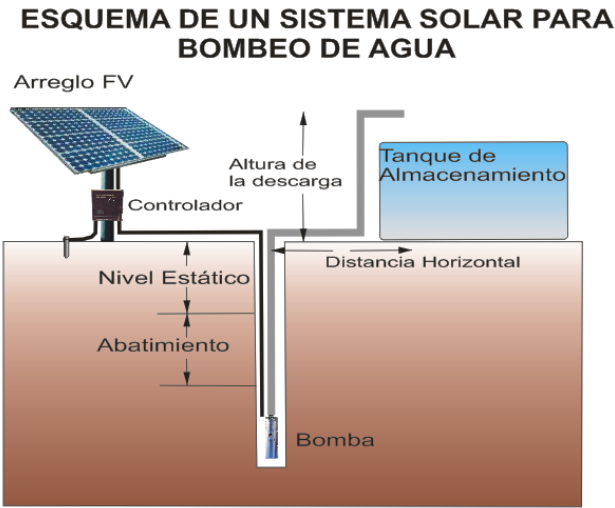 ESQUEMA DE UN SISTEMA SOLAR PARA
BOMBEO DE AGUA
Arreglo FV
Altura de
la descarga
Tanque de
Almacenamiento
Controlador
Distancia Horizontal
Nivel Estático
Abatimiento
Bomba